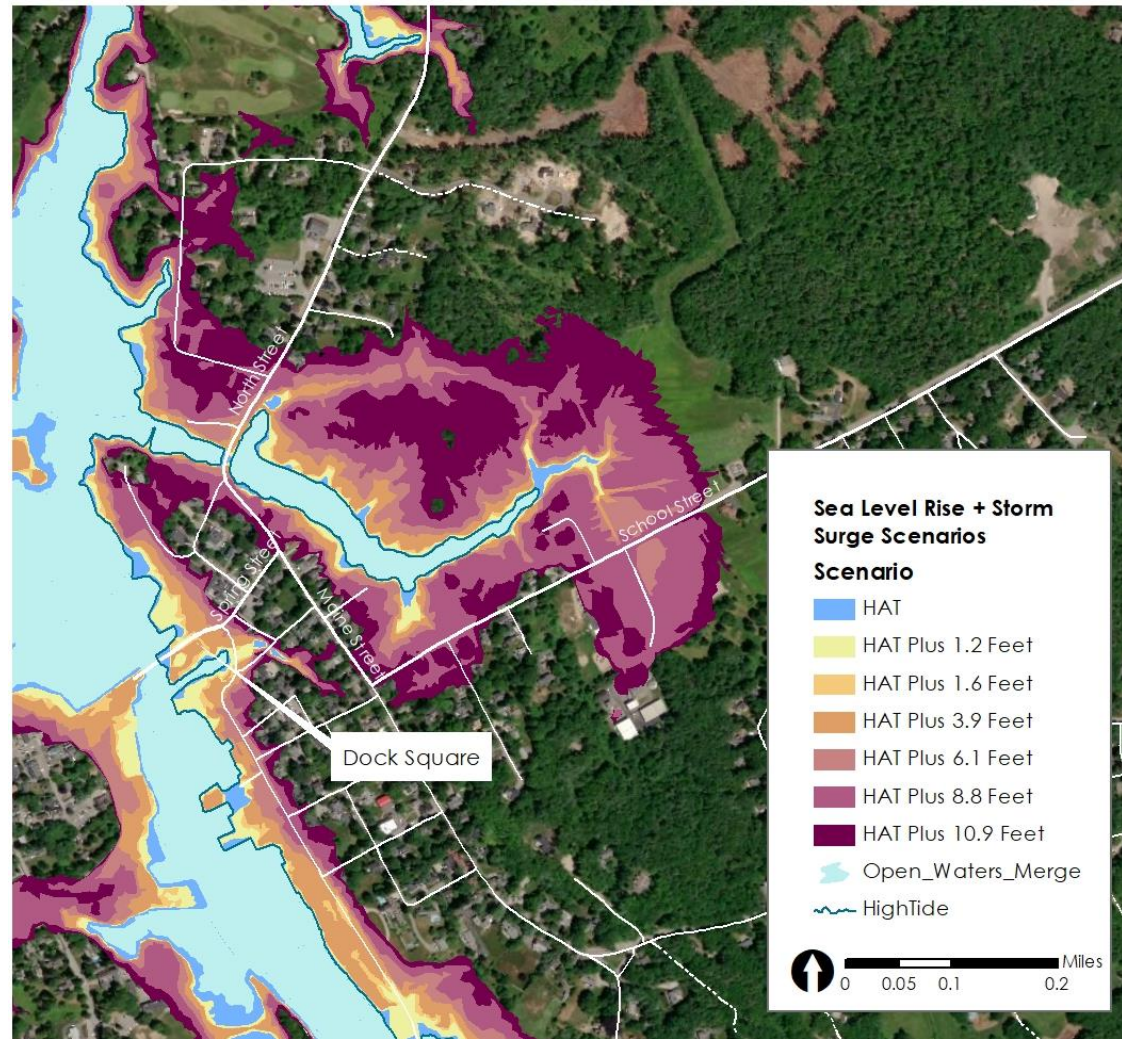 North Street
School Street
Spring Street
Maine Street
Dock Square
Sea Level Rise + Storm
Surge Scenarios
Scenario
HAT
HAT Plus 1.2 Feet
HAT Plus 1.6 Feet
HAT Plus 3.9 Feet
HAT Plus 6.1 Feet
HAT Plus 8.8 Feet
HAT Plus 10.9 Feet
Open_Waters_Merge
HighTide
Miles
0 0.05 0.1 0.2